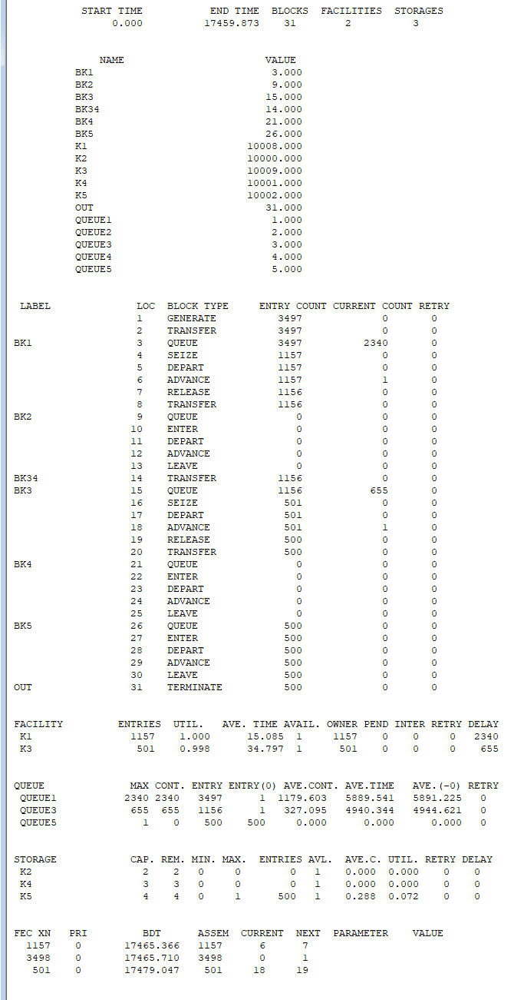 START TIME END TIME BLOCKS FACILITIES STORAGES
0.000 17459.873 31 2 3
NAME VALUE
BK1 3.000
BK2 9.000
BK3 15.000
BK34 14.000
BK4 21.000
BK5 26.000
K1 10008.000
K2 10000.000
K3 10009.000
K4 10001.000
K5 10002.000
OUT 31.000
QUEUE1 1.000
QUEUE2 2.000
QUEUE3 3.000
QUEUE4 4.000
QUEUE5 5.000
LABEL LOC BLOCK TYPE ENTRY COUNT CURRENT COUNT RETRY
1 GENERATE 3497 0 0
2 TRANSFER 3497 0 0
BK1 3 QUEUE 3497 2340 0
4 SEIZE 1157 0 0
5 DEPART 1157 0 0
6 ADVANCE 1157 1 0
7 RELEASE 1156 0 0
8 TRANSFER 1156 0 0
BK2 9 QUEUE 0 0 0
10 ENTER 0 0 0
11 DEPART 0 0 0
12 ADVANCE 0 0 0
13 LEAVE 0 0 0
BK34 14 TRANSFER 1156 0 0
BK3 15 QUEUE 1156 655 0
16 SEIZE 501 0 0
17 DEPART 501 0 0
18 ADVANCE 501 1 0
19 RELEASE 500 0 0
20 TRANSFER 500 0 0
BK4 21 QUEUE 0 0 0
22 ENTER 0 0 0
23 DEPART 0 0 0
24 ADVANCE 0 0 0
25 LEAVE 0 0 0
BK5 26 QUEUE 500 0 0
27 ENTER 500 0 0
28 DEPART 500 0 0
29 ADVANCE 500 0 0
30 LEAVE 500 0 0
OUT 31 TERMINATE 500 0 0
FACILITY ENTRIES UTIL. AVE. TIME AVAIL. OWNER PEND INTER RETRY DELAY
K1 1157 1.000 15.085 1 1157 0 0 0 2340
K3 501 0.998 34.797 1 501 0 0 0 655
QUEUE MAX CONT. ENTRY ENTRY(0) AVE.CONT. AVE.TIME AVE.(-0) RETRY
QUEUE1 2340 2340 3497 1 1179.603 5889.541 5891.225 0
QUEUE3 655 655 1156 1 327.095 4940.344 4944.621 0
QUEUE5 1 0 500 500 0.000 0.000 0.000 0
STORAGE CAP. REM. MIN. MAX. ENTRIES AVL. AVE.C. UTIL. RETRY DELAY
K2 2 2 0 0 0 1 0.000 0.000 0 0
K4 3 3 0 0 0 1 0.000 0.000 0 0
K5 4 4 0 1 500 1 0.288 0.072 0 0
FEC XN PRI BDT ASSEM CURRENT NEXT PARAMETER VALUE
1157 0 17465.366 1157 6 7
3498 0 17465.710 3498 0 1
501 0 17479.047 501 18 19